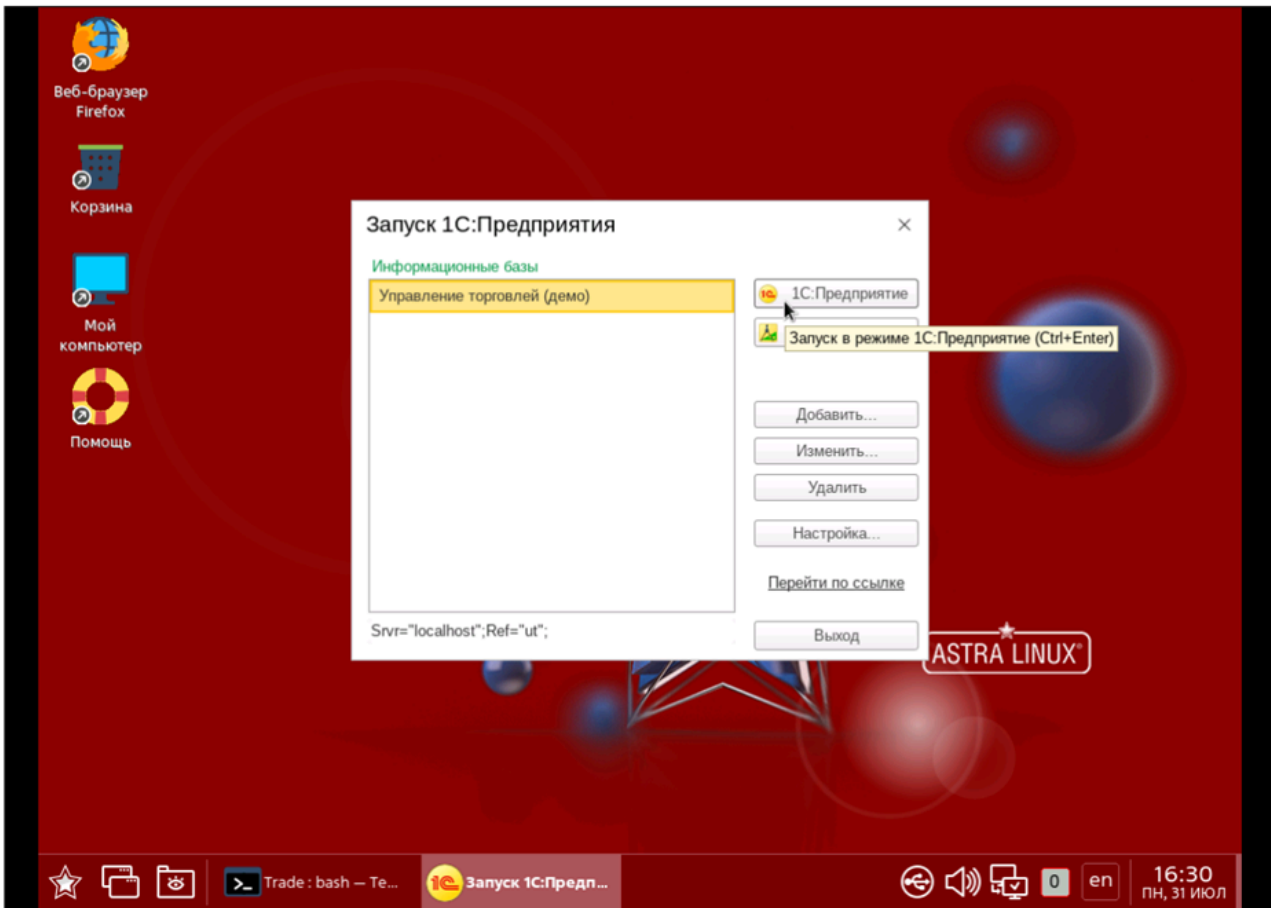 Веб-браузер
Firefox
Корзина
Мой
компьютер
Помощь
Запуск 1С:Предприятия
Информационные базы
Управление торговлей (демо)
1С:Предприятие
Запуск в режиме 1С:Предприятие (Ctrl+Enter)
Добавить...
Изменить...
Удалить
Настройка...
Перейти по ссылке
Srvr="localhost";Ref="ut";
Выход
ASTRA LINUX®
Trade : bash — Te...
1С Запуск 1С:Предп...
0
en
16:30
ПН, 31 ИЮЛ